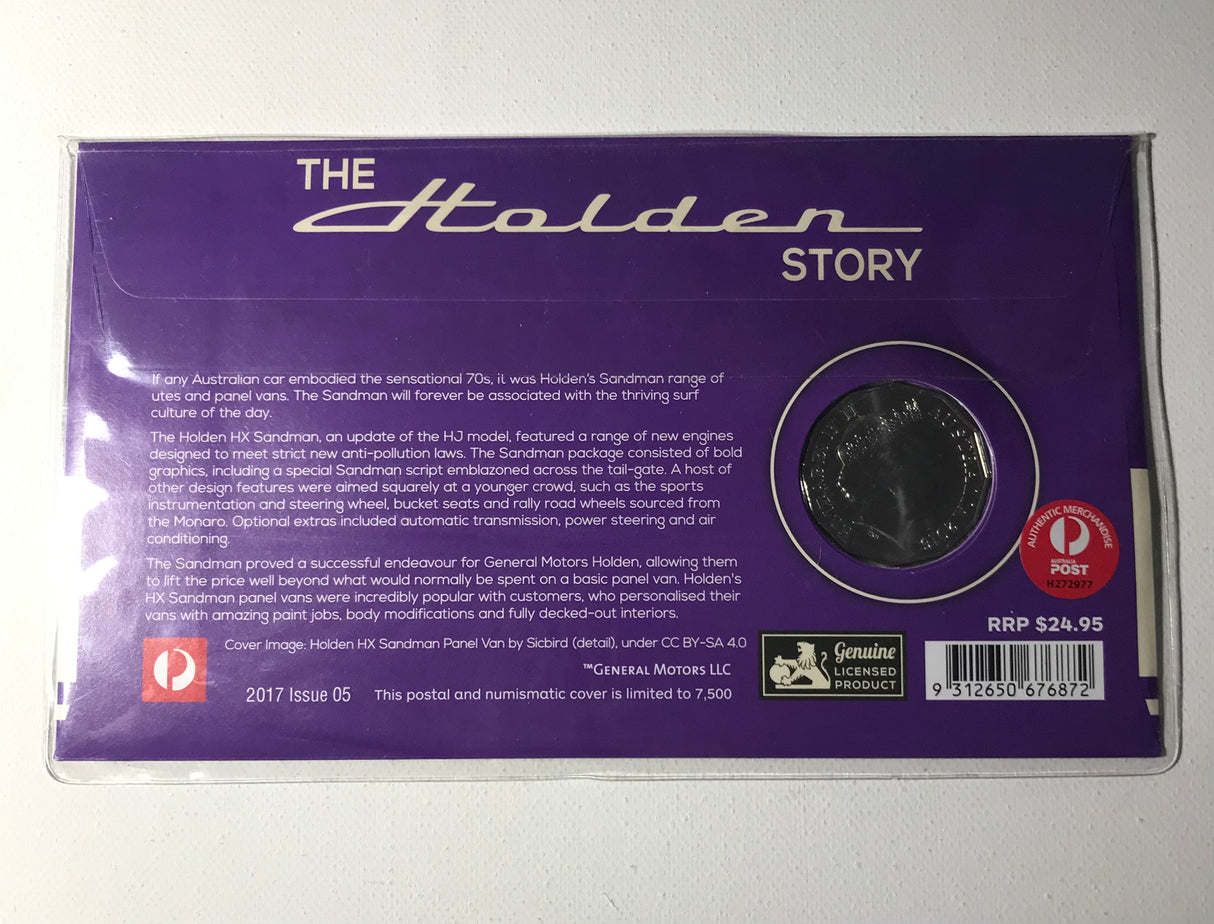 THE
Holden
STORY
If any Australian car embodied the sensational 70s, it was Holden's Sandman range of
utes and panel vans. The Sandman will forever be associated with the thriving surf
culture of the day.
The Holden HX Sandman, an update of the HJ model, featured a range of new engines
designed to meet strict new anti-pollution laws. The Sandman package consisted of bold
graphics, including a special Sandman script emblazoned across the tail-gate. A host of
other design features were aimed squarely at a younger crowd, such as the sports
instrumentation and steering wheel, bucket seats and rally road wheels sourced from
the Monaro. Optional extras included automatic transmission, power steering and air
conditioning.
The Sandman proved a successful endeavour for General Motors Holden, allowing them
to lift the price well beyond what would normally be spent on a basic panel van. Holden's
HX Sandman panel vans were incredibly popular with customers, who personalised their
vans with amazing paint jobs, body modifications and fully decked-out interiors.
Cover Image: Holden HX Sandman Panel Van by Sicbird (detail), under CC BY-SA 4.0
™GENERAL MOTORS LLC
2017 Issue 05 This postal and numismatic cover is limited to 7,500
ELIZABETH II AUSTRALIA
AUTHENTIC MERCHANDISE
AUSTRALIA
POST
H272977
RRP $24.95
Genuine
LICENSED
PRODUCT
9 312650 676872